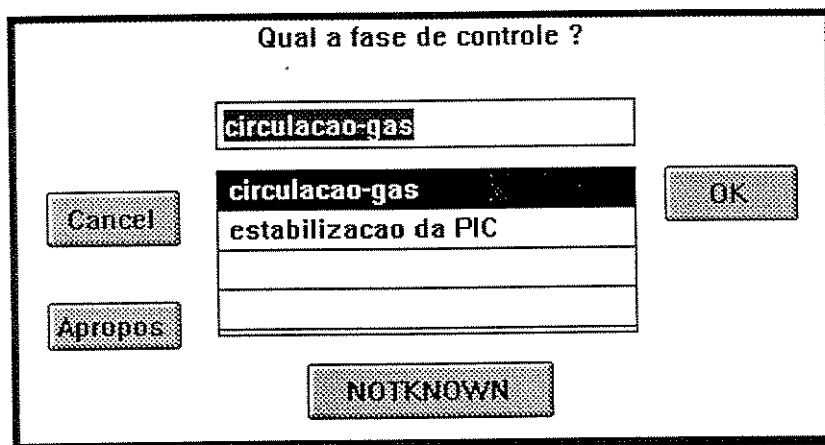 Qual a fase de controle ?
circulacao-gas
circulacao-gas
estabilizacao da PIC
Cancel
OK
Apropos
NOTKNOWN